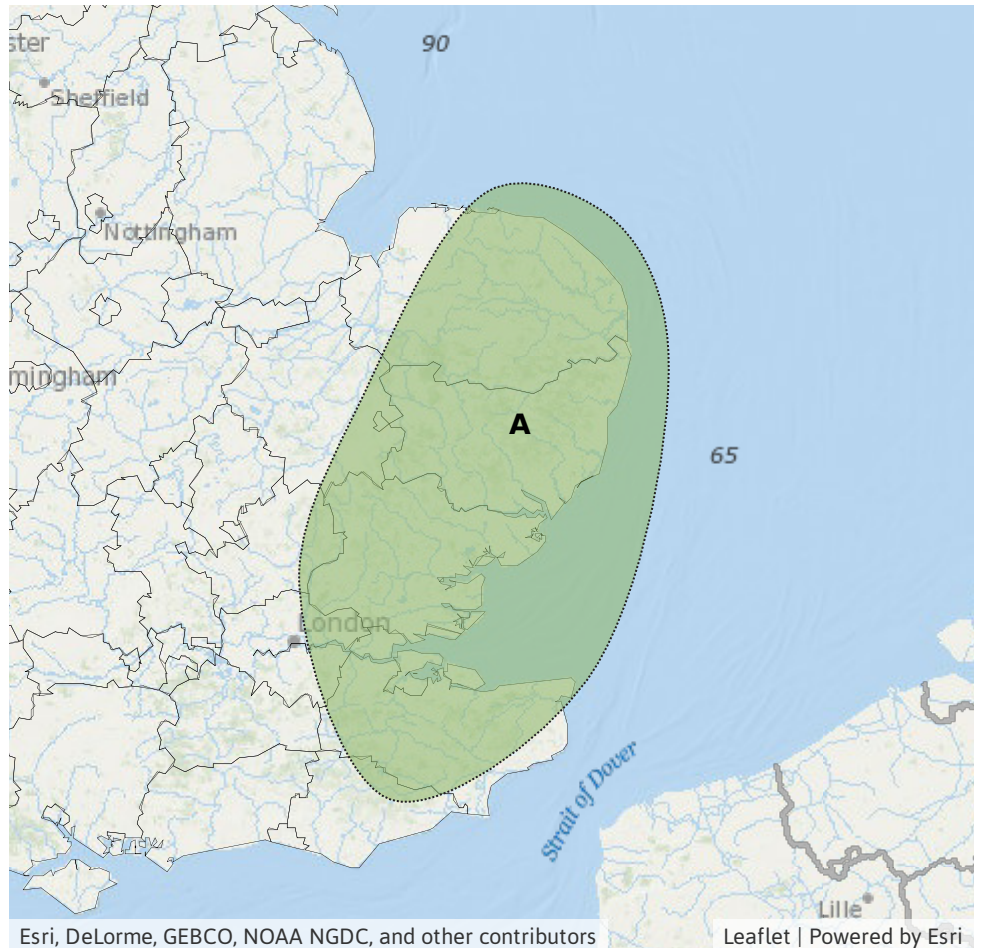 90
ster
Sheffield
Nottingham
mingham
A
65
London
Strait of Dover
Lille
Esri, DeLorme, GEBCO, NOAA NGDC, and other contributors
Leaflet | Powered by Esri